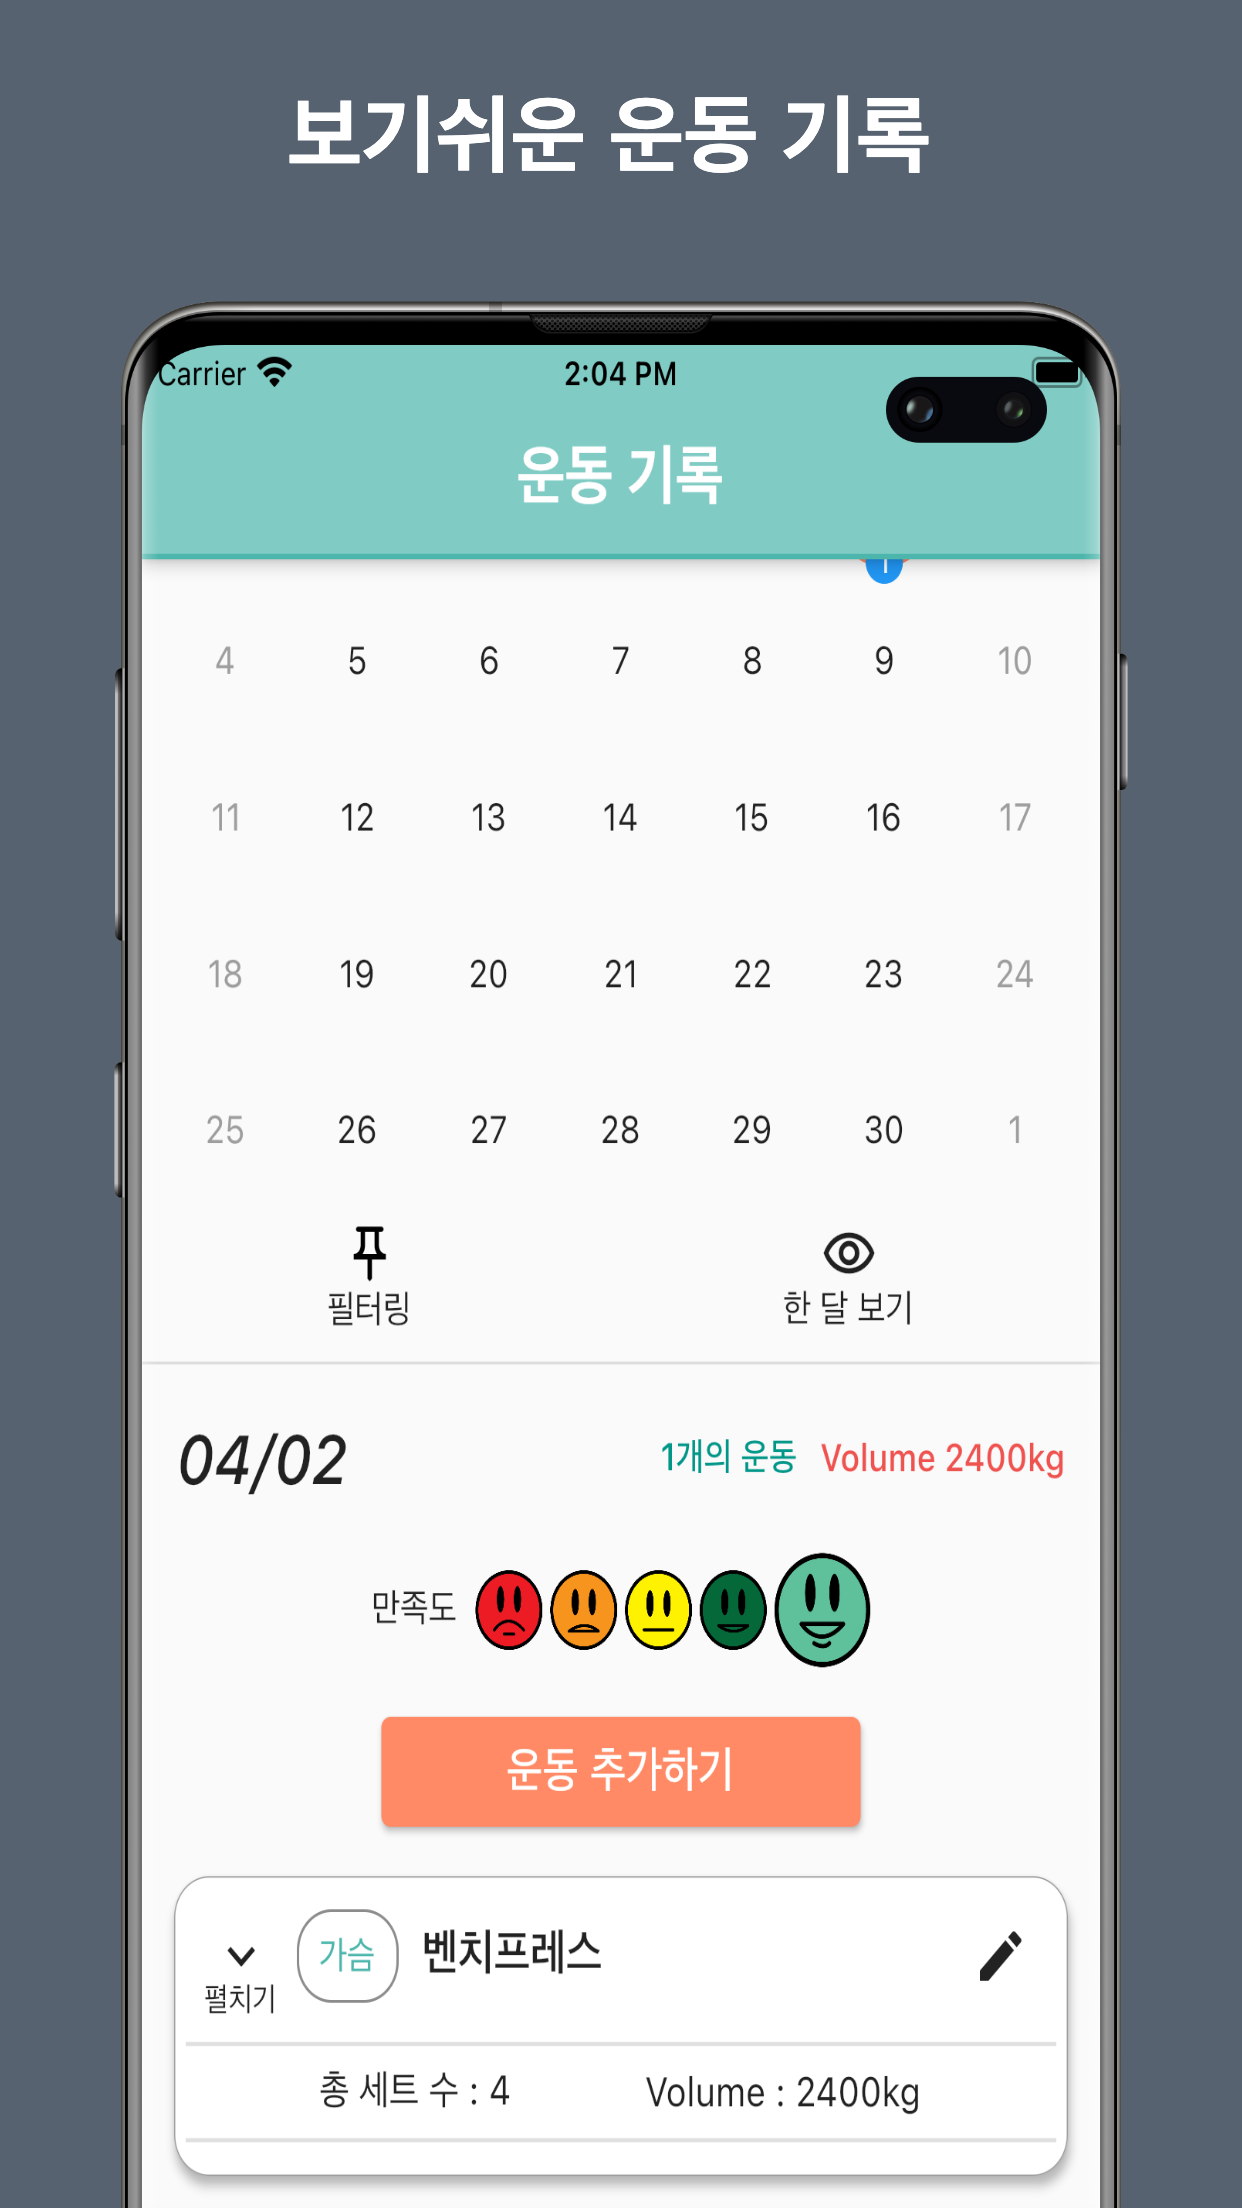 보기쉬운 운동 기록
Carrier 2:04 PM
운동 기록
1
4 5 6 7 8 9 10
11 12 13 14 15 16 17
18 19 20 21 22 23 24
25 26 27 28 29 30 1
필터링 한 달 보기
04/02 1개의 운동 Volume 2400kg
만족도
운동 추가하기
펼치기 가슴 벤치프레스
총 세트 수 : 4 Volume : 2400kg